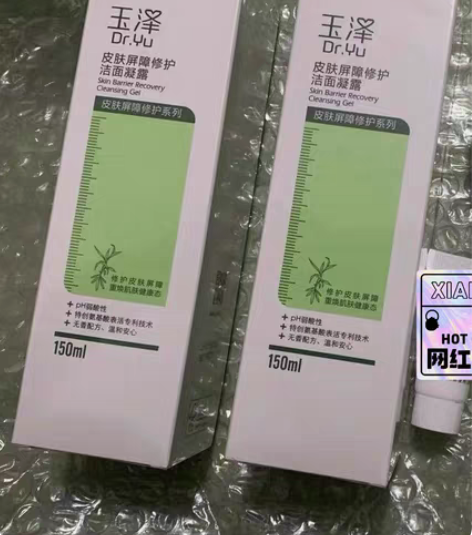 玉泽
Dr.Yu
皮肤屏障修护
洁面凝露
Skin Barrier Recovery
Cleansing Gel
皮肤屏障修护系列
修护皮肤屏障
重焕肌肤健康态
+ pH弱酸性
+ 特创氨基酸表活专利技术
+ 无香配方、温和安心
150ml
玉泽
Dr.Yu
皮肤屏障修护
洁面凝露
Skin Barrier Recovery
Cleansing Gel
皮肤屏障修护系列
修护皮肤屏障
重焕肌肤健康态
+ pH弱酸性
+ 特创氨基酸表活专利技术
+ 无香配方、温和安心
150ml
XIA
HOT
网红